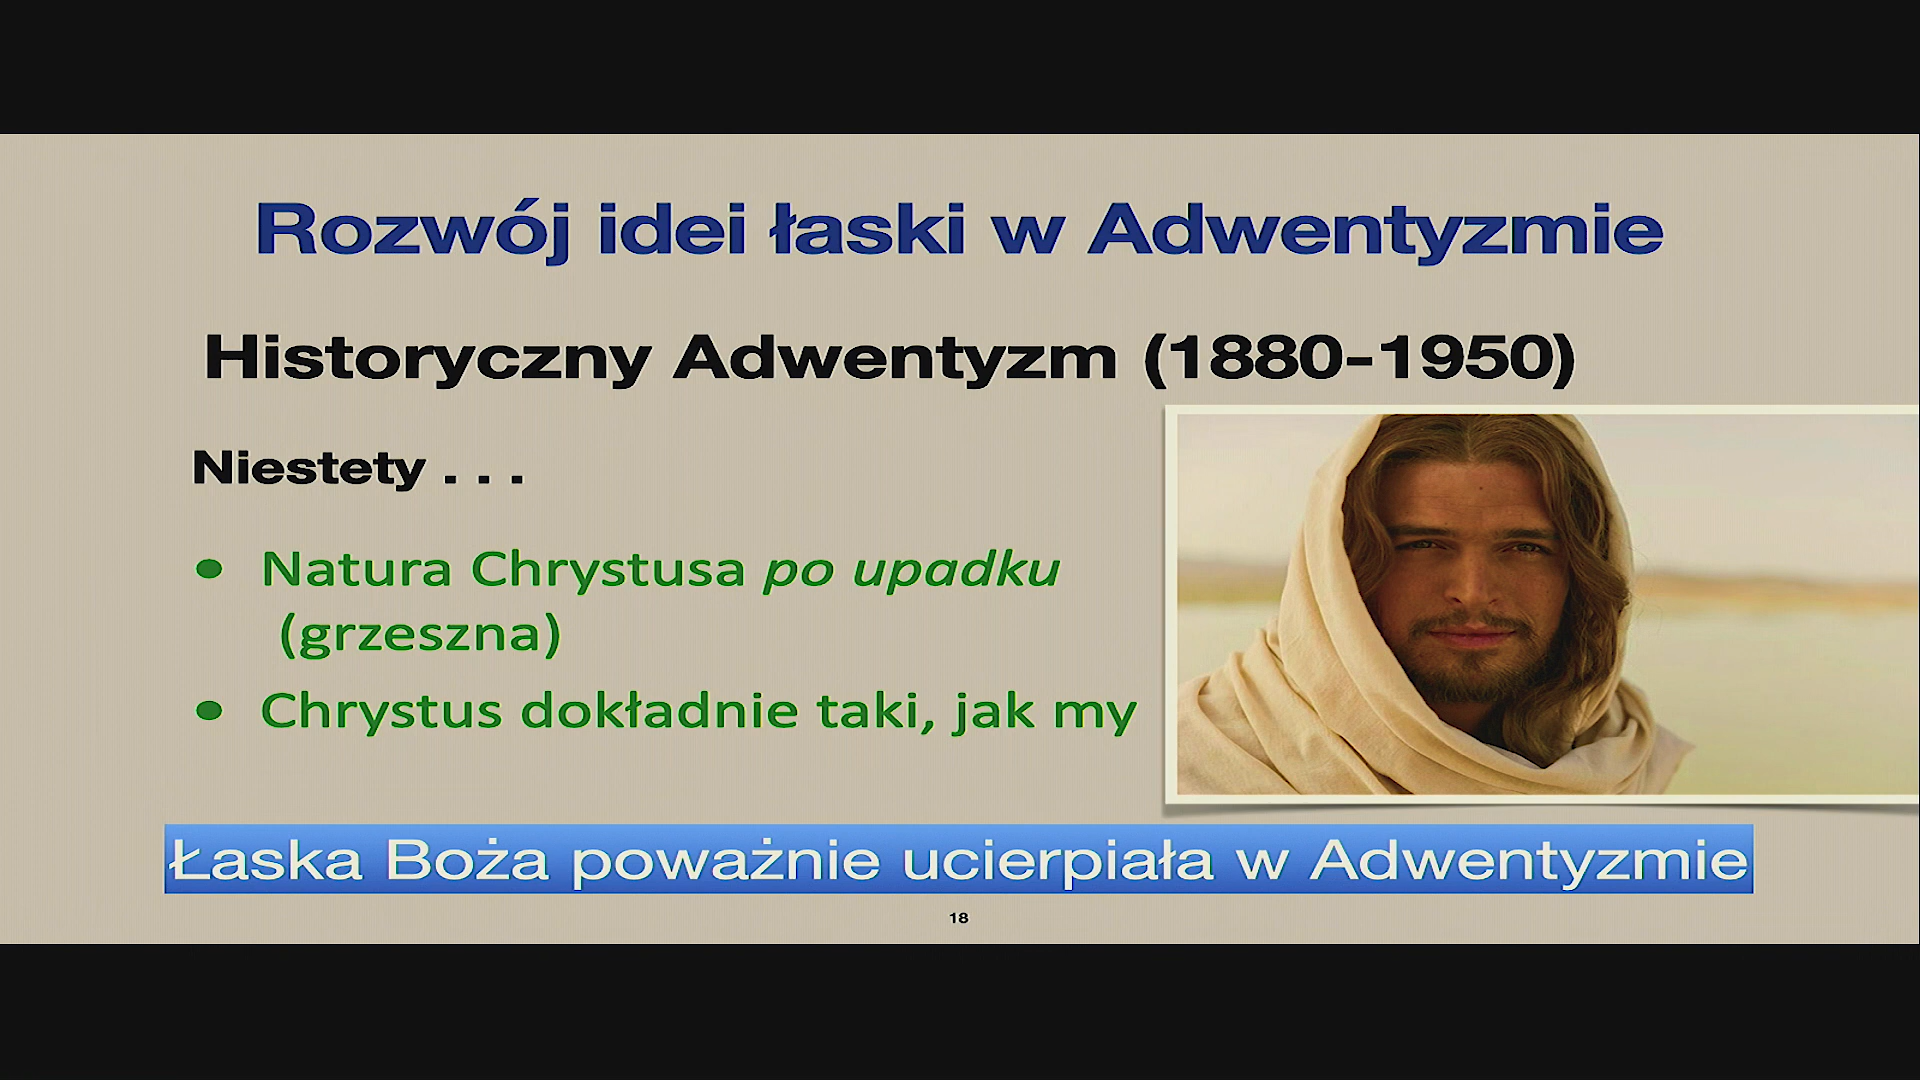 Rozwój idei łaski w Adwentyzmie
Historyczny Adwentyzm (1880-1950)
Niestety . . .
• Natura Chrystusa po upadku
(grzeszna)
• Chrystus dokładnie taki, jak my
Łaska Boża poważnie ucierpiała w Adwentyzmie
18